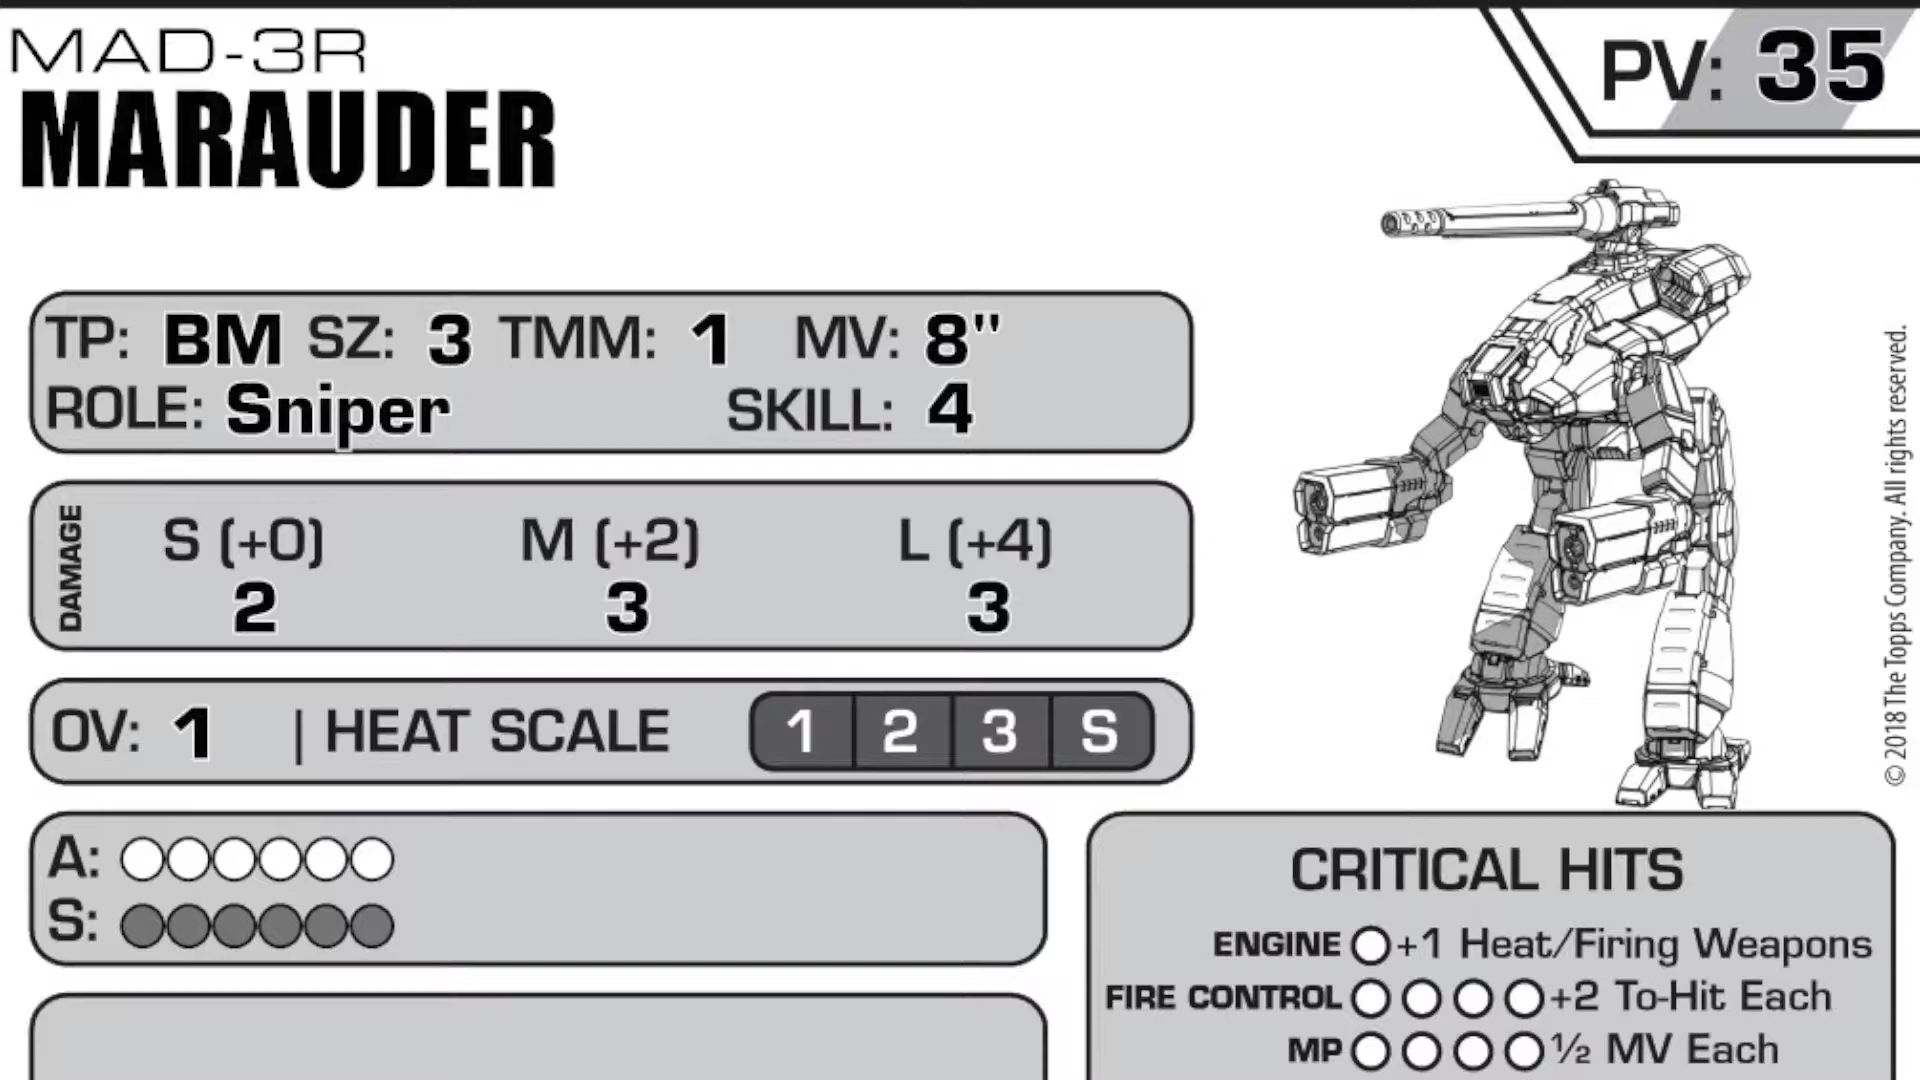 MAD-3R
MARAUDER
PV: 35
TP: BM SZ: 3 TMM: 1 MV: 8"
ROLE: Sniper SKILL: 4
DAMAGE
S (+0) M (+2) L (+4)
2 3 3
OV: 1 | HEAT SCALE 1 2 3 S
A:
S:
© 2018 The Topps Company. All rights reserved.
CRITICAL HITS
ENGINE +1 Heat/Firing Weapons
FIRE CONTROL +2 To-Hit Each
MP ½ MV Each